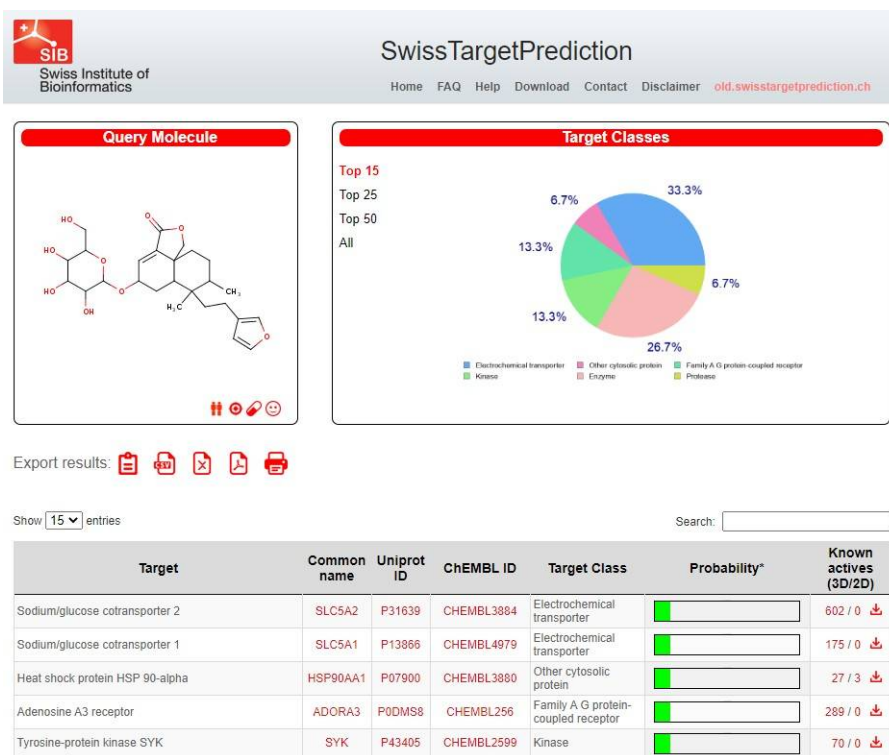 SIB
Swiss Institute of
Bioinformatics
SwissTargetPrediction
Home FAQ Help Download Contact Disclaimer old.swisstargetprediction.ch
Query Molecule
HO
HO
HO
OH
O
O
O
O
H₃C
CH₃
O
Target Classes
Top 15
Top 25
Top 50
All
33.3%
6.7%
13.3%
13.3%
26.7%
6.7%
Electrochemical transporter Other cytosolic protein Family A G protein-coupled receptor
Kinase Enzyme Protease
Export results: CSV X
Show 15 entries Search:
Target Common name Uniprot ID ChEMBL ID Target Class Probability* Known actives (3D/2D)
Sodium/glucose cotransporter 2 SLC5A2 P31639 CHEMBL3884 Electrochemical transporter 602 / 0
Sodium/glucose cotransporter 1 SLC5A1 P13866 CHEMBL4979 Electrochemical transporter 175 / 0
Heat shock protein HSP 90-alpha HSP90AA1 P07900 CHEMBL3880 Other cytosolic protein 27 / 3
Adenosine A3 receptor ADORA3 P0DMS8 CHEMBL256 Family A G protein-coupled receptor 289 / 0
Tyrosine-protein kinase SYK SYK P43405 CHEMBL2599 Kinase 70 / 0